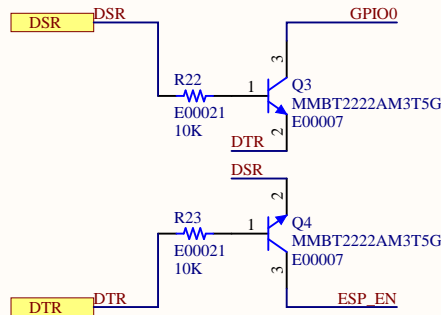 DSR DSR GPIO0
3
R22 Q3
1 MMBT2222AM3T5G
E00021 E00007
10K 2
DTR
DSR
2
R23 Q4
1 MMBT2222AM3T5G
E00021 E00007
10K 3
DTR DTR ESP_EN